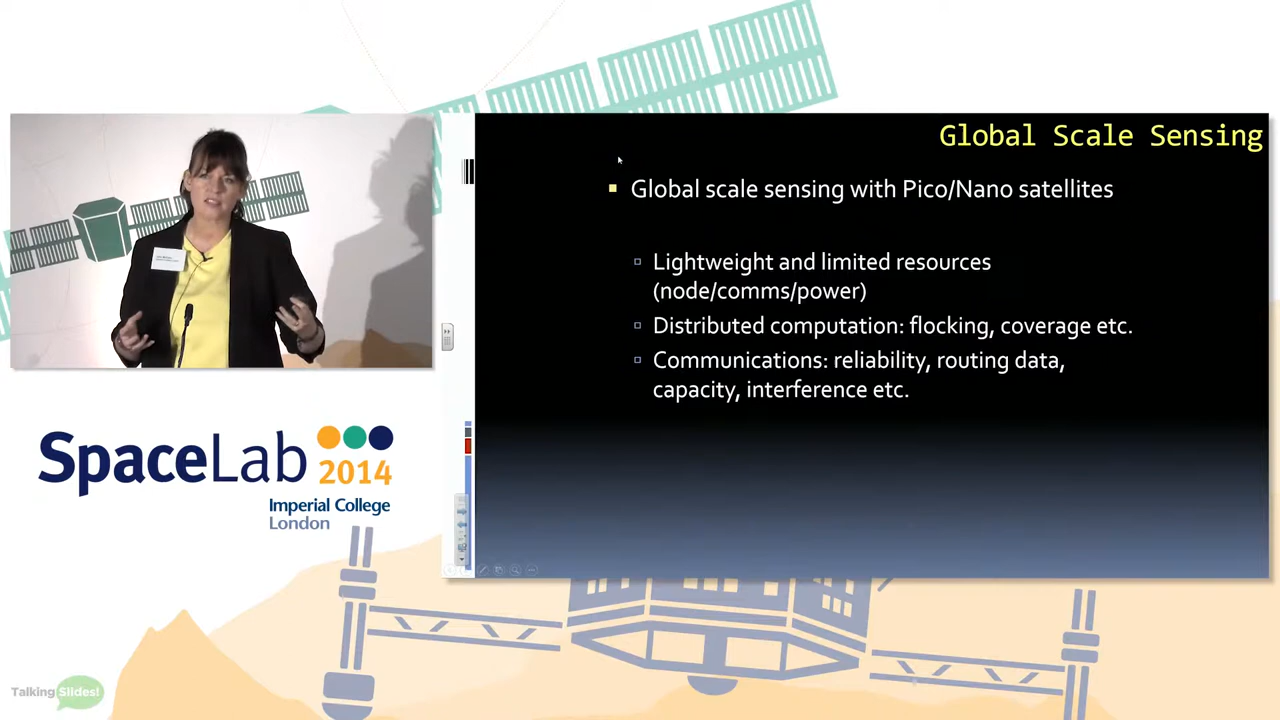 Global Scale Sensing
Global scale sensing with Pico/Nano satellites
Lightweight and limited resources
(node/comms/power)
Distributed computation: flocking, coverage etc.
Communications: reliability, routing data,
capacity, interference etc.
SpaceLab
2014
Imperial College
London
Talking Slides!